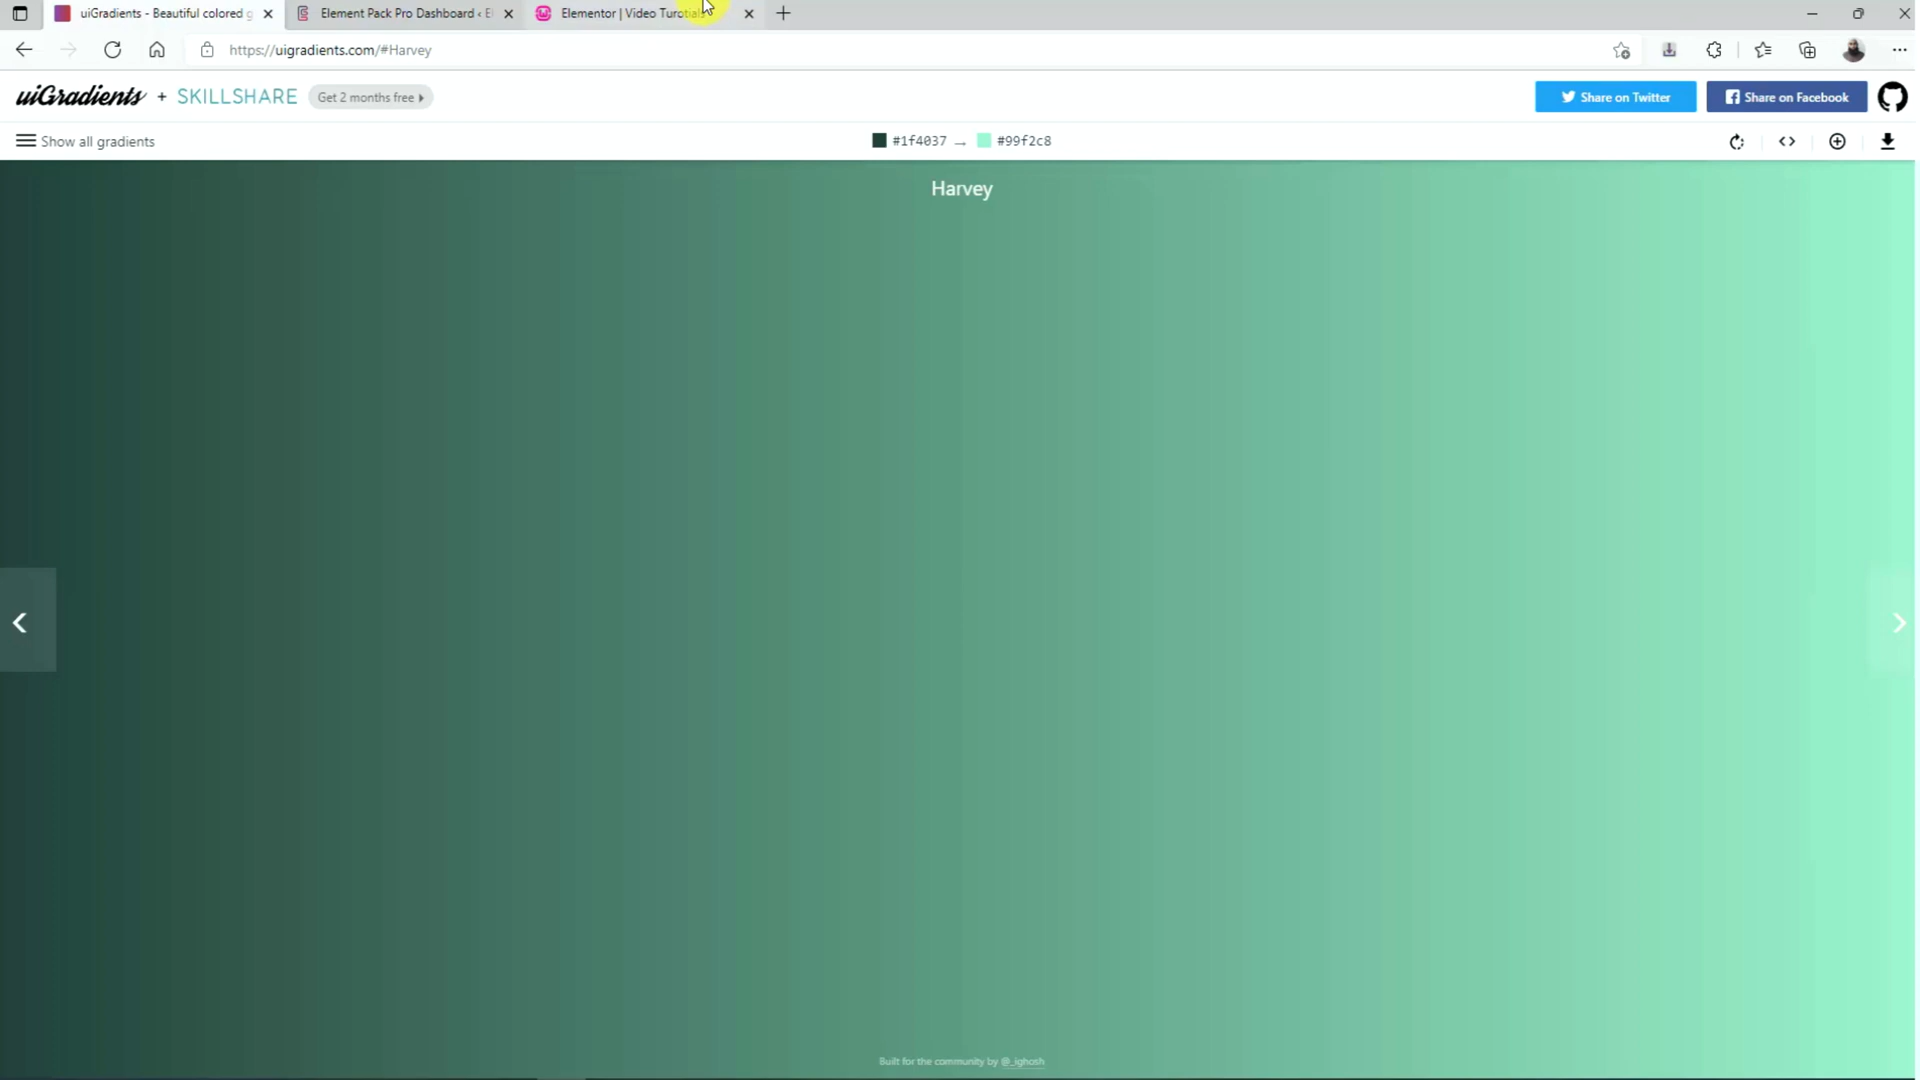 uiGradients - Beautiful colored g
Element Pack Pro Dashboard ‹ E
Elementor | Video Turotials
https://uigradients.com/#Harvey
uiGradients + SKILLSHARE Get 2 months free
Share on Twitter
Share on Facebook
Show all gradients
#1f4037 → #99f2c8
Harvey
Built for the community by @_ighosh